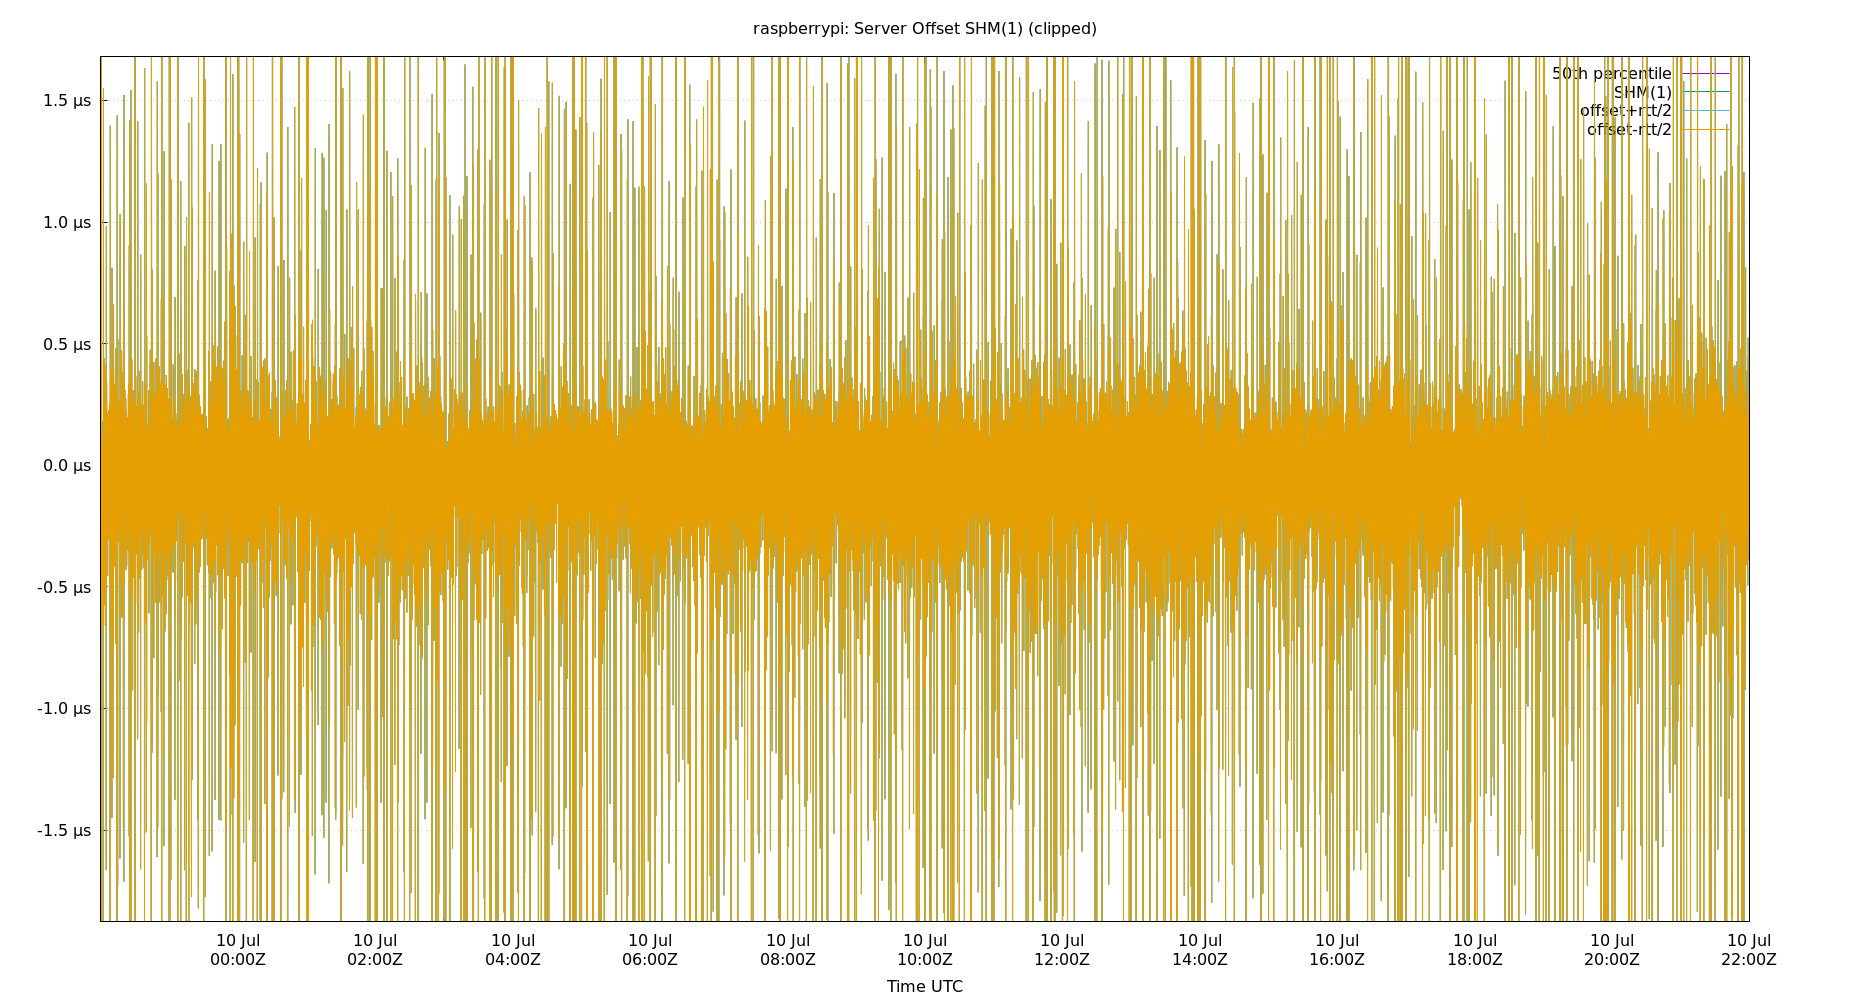 raspberrypi: Server Offset SHM(1) (clipped)
50th percentile
SHM(1)
offset+rtt/2
offset-rtt/2
1.5 µs
1.0 µs
0.5 µs
0.0 µs
-0.5 µs
-1.0 µs
-1.5 µs
10 Jul 10 Jul 10 Jul 10 Jul 10 Jul 10 Jul 10 Jul 10 Jul 10 Jul 10 Jul 10 Jul 10 Jul
00:00Z 02:00Z 04:00Z 06:00Z 08:00Z 10:00Z 12:00Z 14:00Z 16:00Z 18:00Z 20:00Z 22:00Z
Time UTC